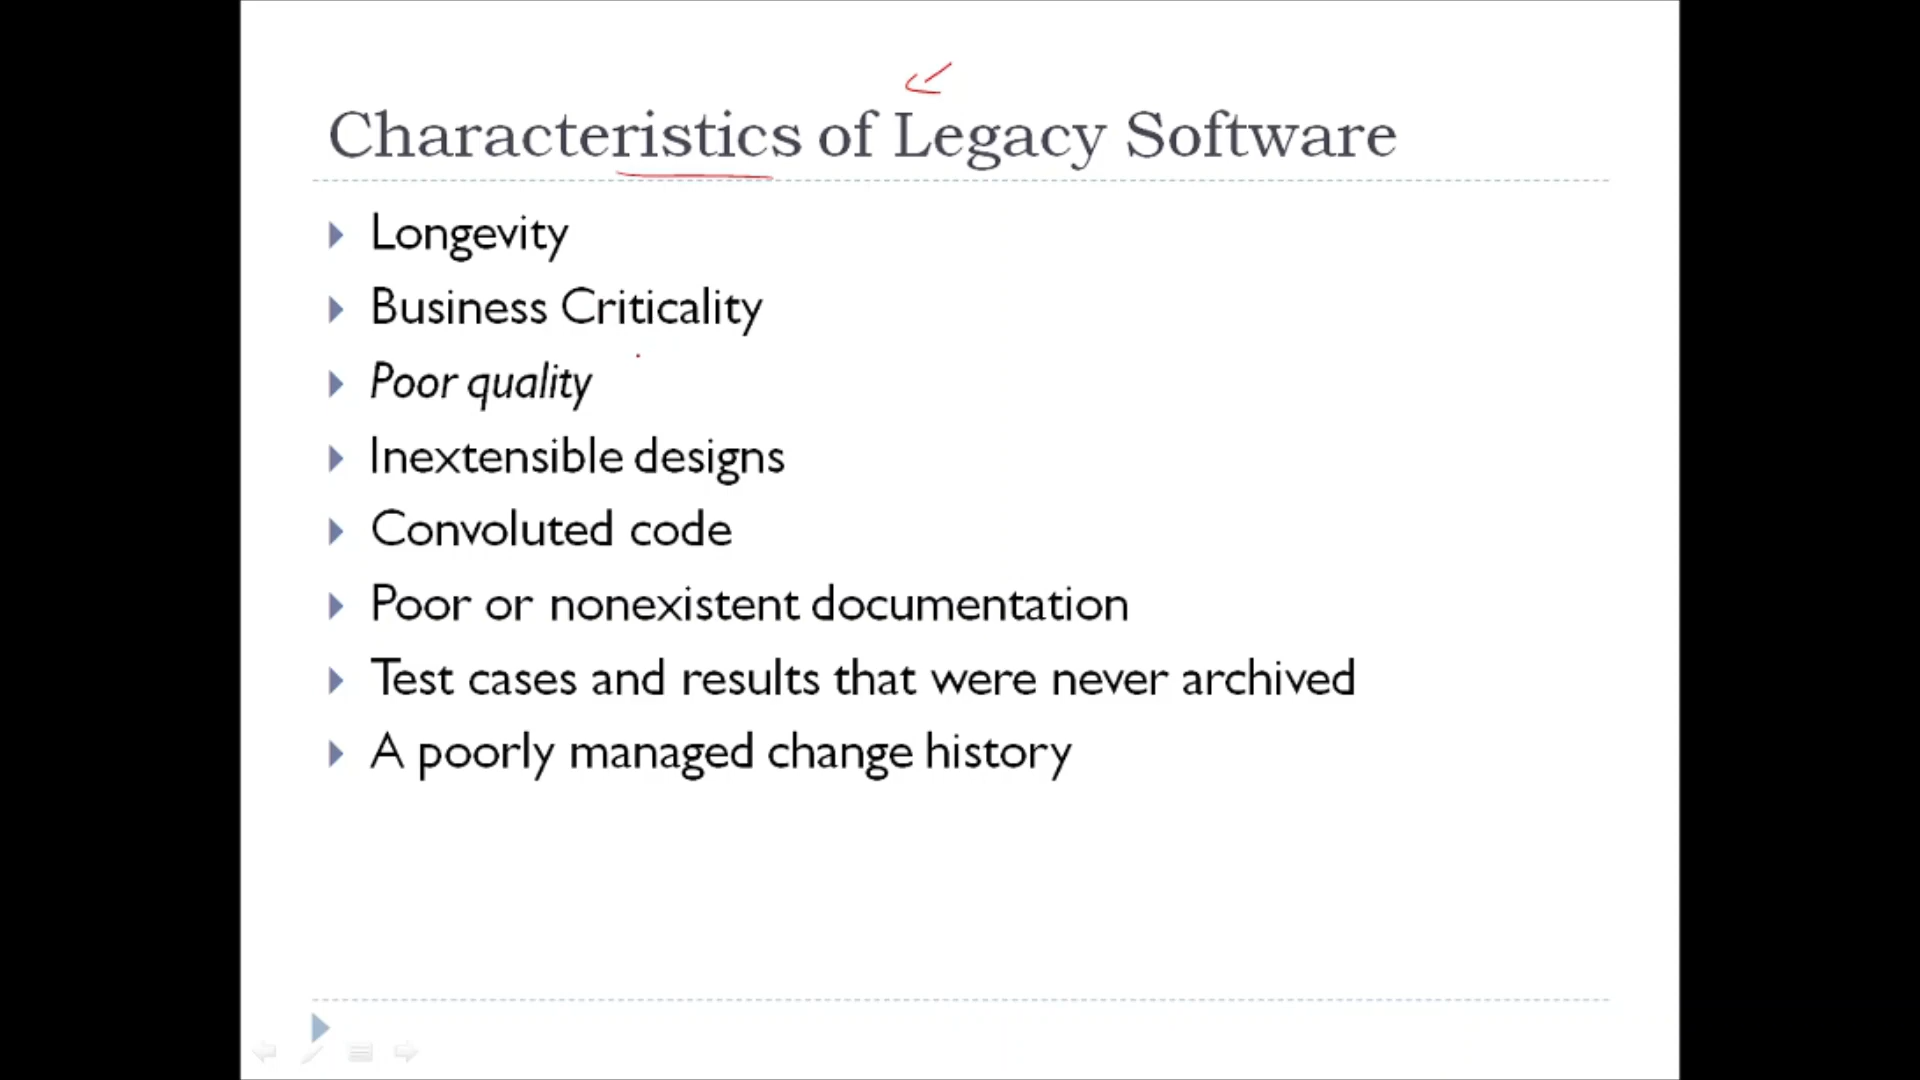 Characteristics of Legacy Software
Longevity
Business Criticality
Poor quality
Inextensible designs
Convoluted code
Poor or nonexistent documentation
Test cases and results that were never archived
A poorly managed change history